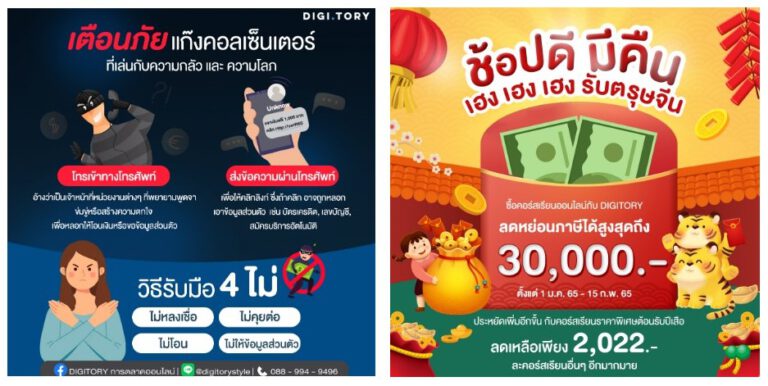 DIGI.TORY
เตือนภัย แก๊งคอลเซ็นเตอร์
ที่เล่นกับความกลัว และ ความโลภ
Unknow
โทรเข้าทางโทรศัพท์
อ้างว่าเป็นเจ้าหน้าที่หน่วยงานต่างๆ ที่พยายามพูดจา
ข่มขู่หรือสร้างความตกใจ
เพื่อหลอกให้โอนเงินหรือขอข้อมูลส่วนตัว
ส่งข้อความผ่านโทรศัพท์
เพื่อให้คลิกลิงก์ ซึ่งถ้าคลิก อาจถูกหลอก
เอาข้อมูลส่วนตัว เช่น บัตรเครดิต, เลขบัญชี,
สมัครบริการอัตโนมัติ
วิธีรับมือ 4 ไม่
ไม่หลงเชื่อ
ไม่คุยต่อ
ไม่โอน
ไม่ให้ข้อมูลส่วนตัว
DIGITORY การตลาดออนไลน์ | @digitorystyle | 088 - 994 - 9496
ช้อปดี มีคืน
เฮง เฮง เฮง รับตรุษจีน
ซื้อคอร์สเรียนออนไลน์กับ DIGITORY
ลดหย่อนภาษีได้สูงสุดถึง
30,000.-
ตั้งแต่ 1 ม.ค. 65 - 15 ก.พ. 65
ประหยัดเพิ่มอีกขั้น กับคอร์สเรียนราคาพิเศษต้อนรับปีเสือ
ลดเหลือเพียง 2,022.-
ละคอร์สเรียนอื่นๆ อีกมากมาย